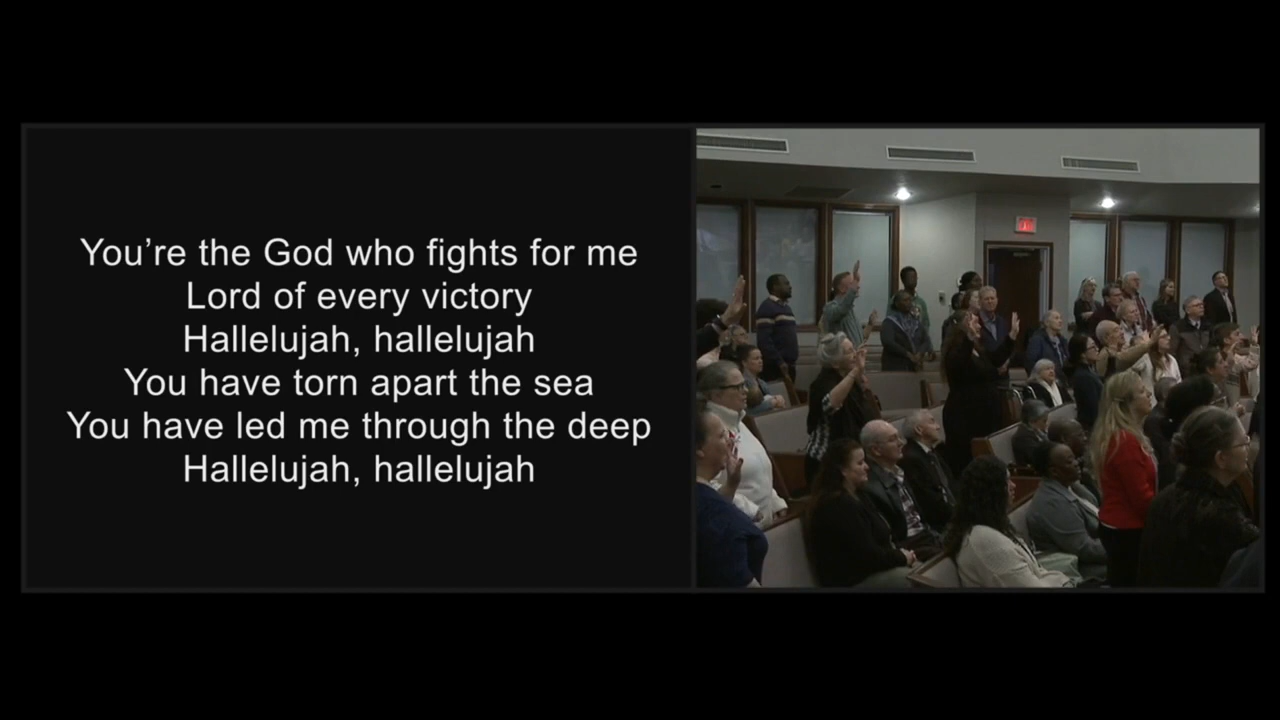 You’re the God who fights for me
Lord of every victory
Hallelujah, hallelujah
You have torn apart the sea
You have led me through the deep
Hallelujah, hallelujah